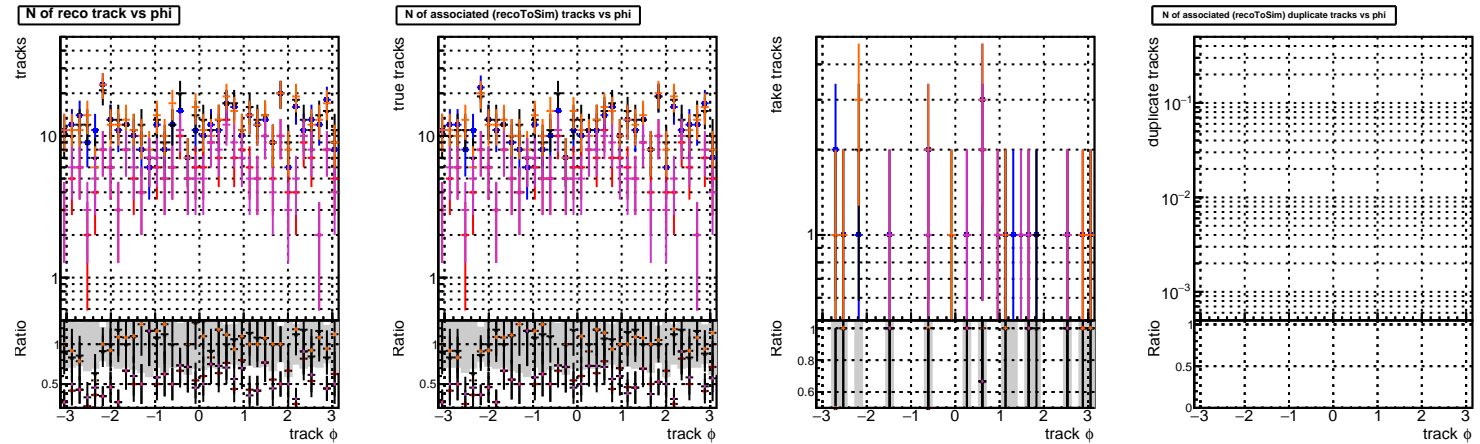 N of reco track vs phi
tracks
10
1
Ratio
1
0.5
−3 −2 −1 0 1 2 3
track ϕ
N of associated (recoToSim) tracks vs phi
true tracks
10
1
Ratio
1
0.5
−3 −2 −1 0 1 2 3
track ϕ
fake tracks
1
Ratio
1
0.8
0.6
−3 −2 −1 0 1 2 3
track ϕ
N of associated (recoToSim) duplicate tracks vs phi
duplicate tracks
10−1
10−2
10−3
Ratio
1
0.5
0
−3 −2 −1 0 1 2 3
track ϕ